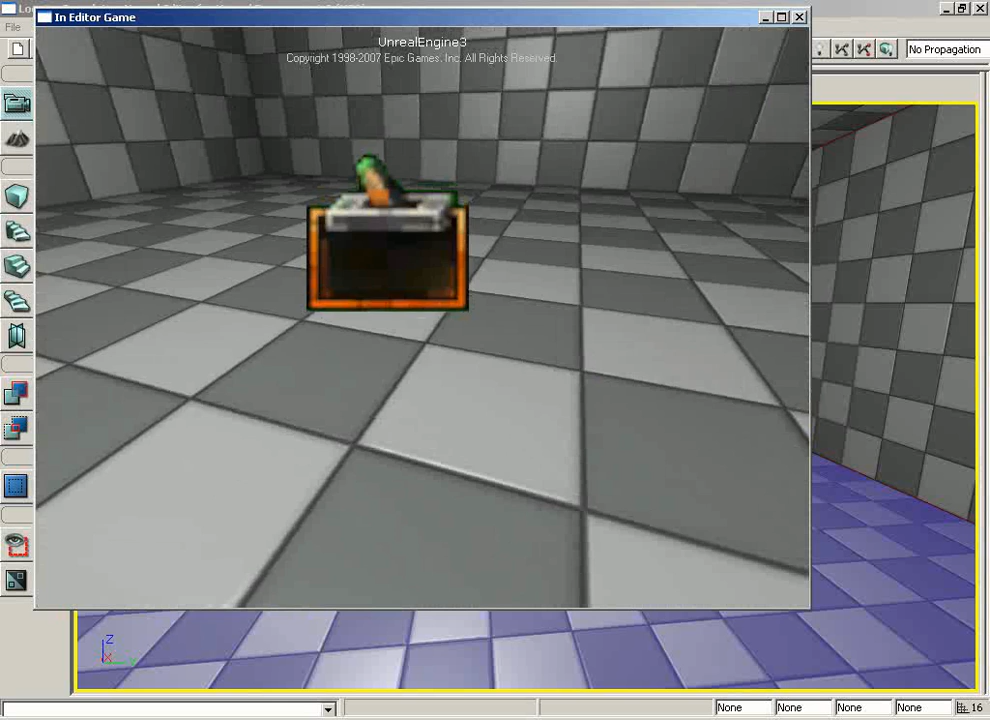 In Editor Game
File
UnrealEngine3
Copyright 1998-2007 Epic Games, Inc. All Rights Reserved.
No Propagation
Z
X
None
None
None
None
16